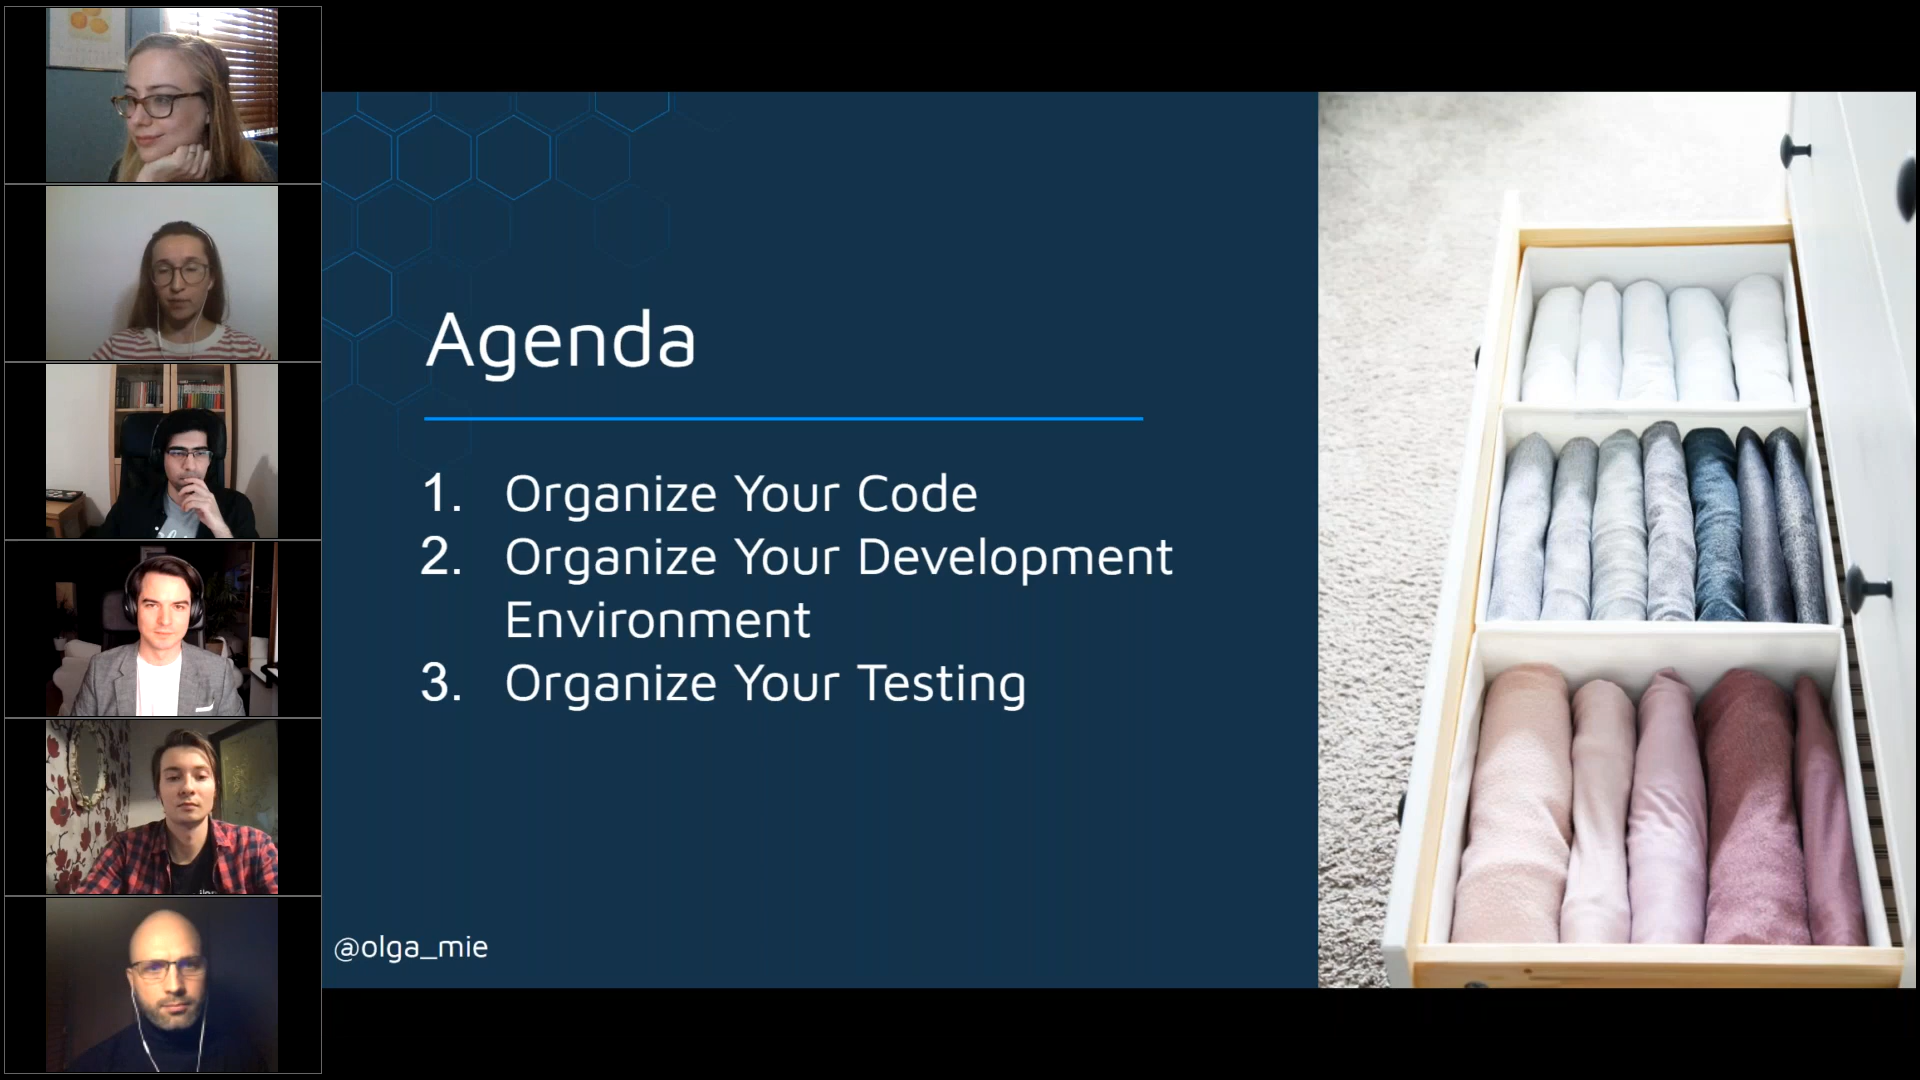 Agenda
1. Organize Your Code
2. Organize Your Development
Environment
3. Organize Your Testing
@olga_mie